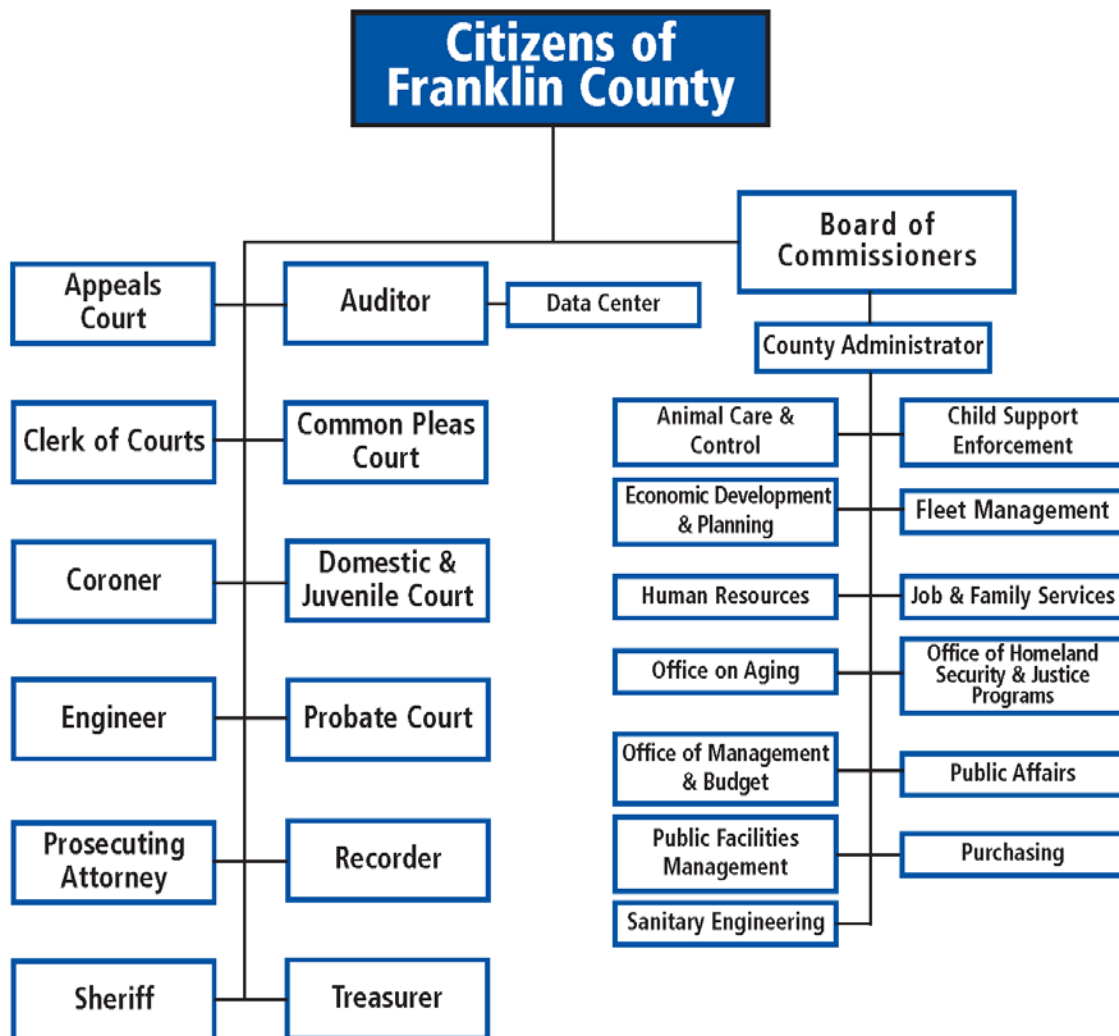 Citizens of
Franklin County
Board of
Commissioners
Appeals
Court
Auditor
Data Center
County Administrator
Clerk of Courts
Common Pleas
Court
Animal Care &
Control
Child Support
Enforcement
Economic Development
& Planning
Fleet Management
Coroner
Domestic &
Juvenile Court
Human Resources
Job & Family Services
Office on Aging
Office of Homeland
Security & Justice
Programs
Engineer
Probate Court
Office of Management
& Budget
Public Affairs
Prosecuting
Attorney
Recorder
Public Facilities
Management
Purchasing
Sanitary Engineering
Sheriff
Treasurer